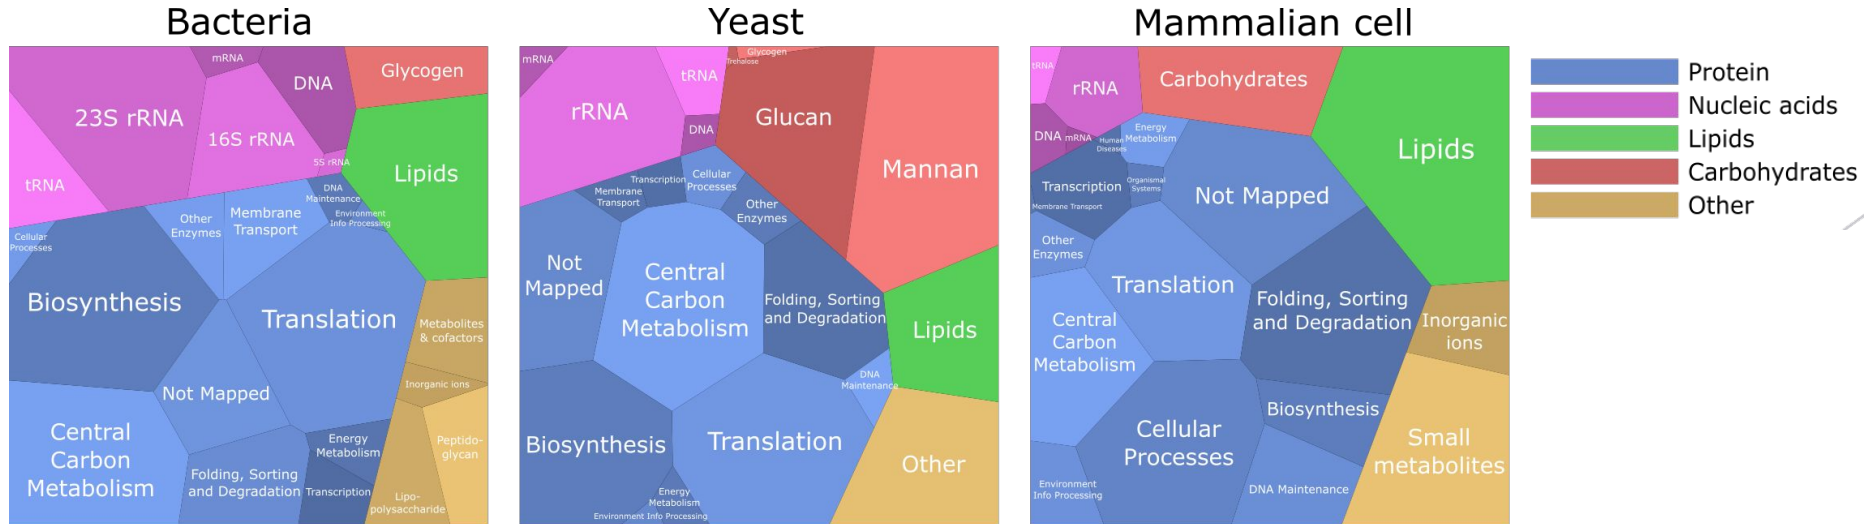 Bacteria
Yeast
Mammalian cell
mRNA
DNA
Glycogen
23S rRNA
16S rRNA
5S rRNA
tRNA
Lipids
DNA
Maintenance
Environment
Info Processing
Other
Enzymes
Membrane
Transport
Cellular
Processes
Biosynthesis
Translation
Metabolites
& cofactors
Inorganic ions
Not Mapped
Central
Carbon
Metabolism
Folding, Sorting
and Degradation
Energy
Metabolism
Transcription
Peptido-
glycan
Lipo-
polysaccharide
mRNA
rRNA
tRNA
DNA
Glycogen
Trehalose
Glucan
Mannan
Transcription
Membrane
Transport
Cellular
Processes
Other
Enzymes
Not
Mapped
Central
Carbon
Metabolism
Folding, Sorting
and Degradation
Lipids
DNA
Maintenance
Biosynthesis
Translation
Other
Energy
Metabolism
Environment Info Processing
tRNA
rRNA
Carbohydrates
Lipids
DNA
mRNA
Human
Diseases
Energy
Metabolism
Transcription
Organismal
Systems
Membrane Transport
Not Mapped
Other
Enzymes
Translation
Folding, Sorting
and Degradation
Inorganic
ions
Central
Carbon
Metabolism
Biosynthesis
Cellular
Processes
Small
metabolites
Environment
Info Processing
DNA Maintenance
Protein
Nucleic acids
Lipids
Carbohydrates
Other